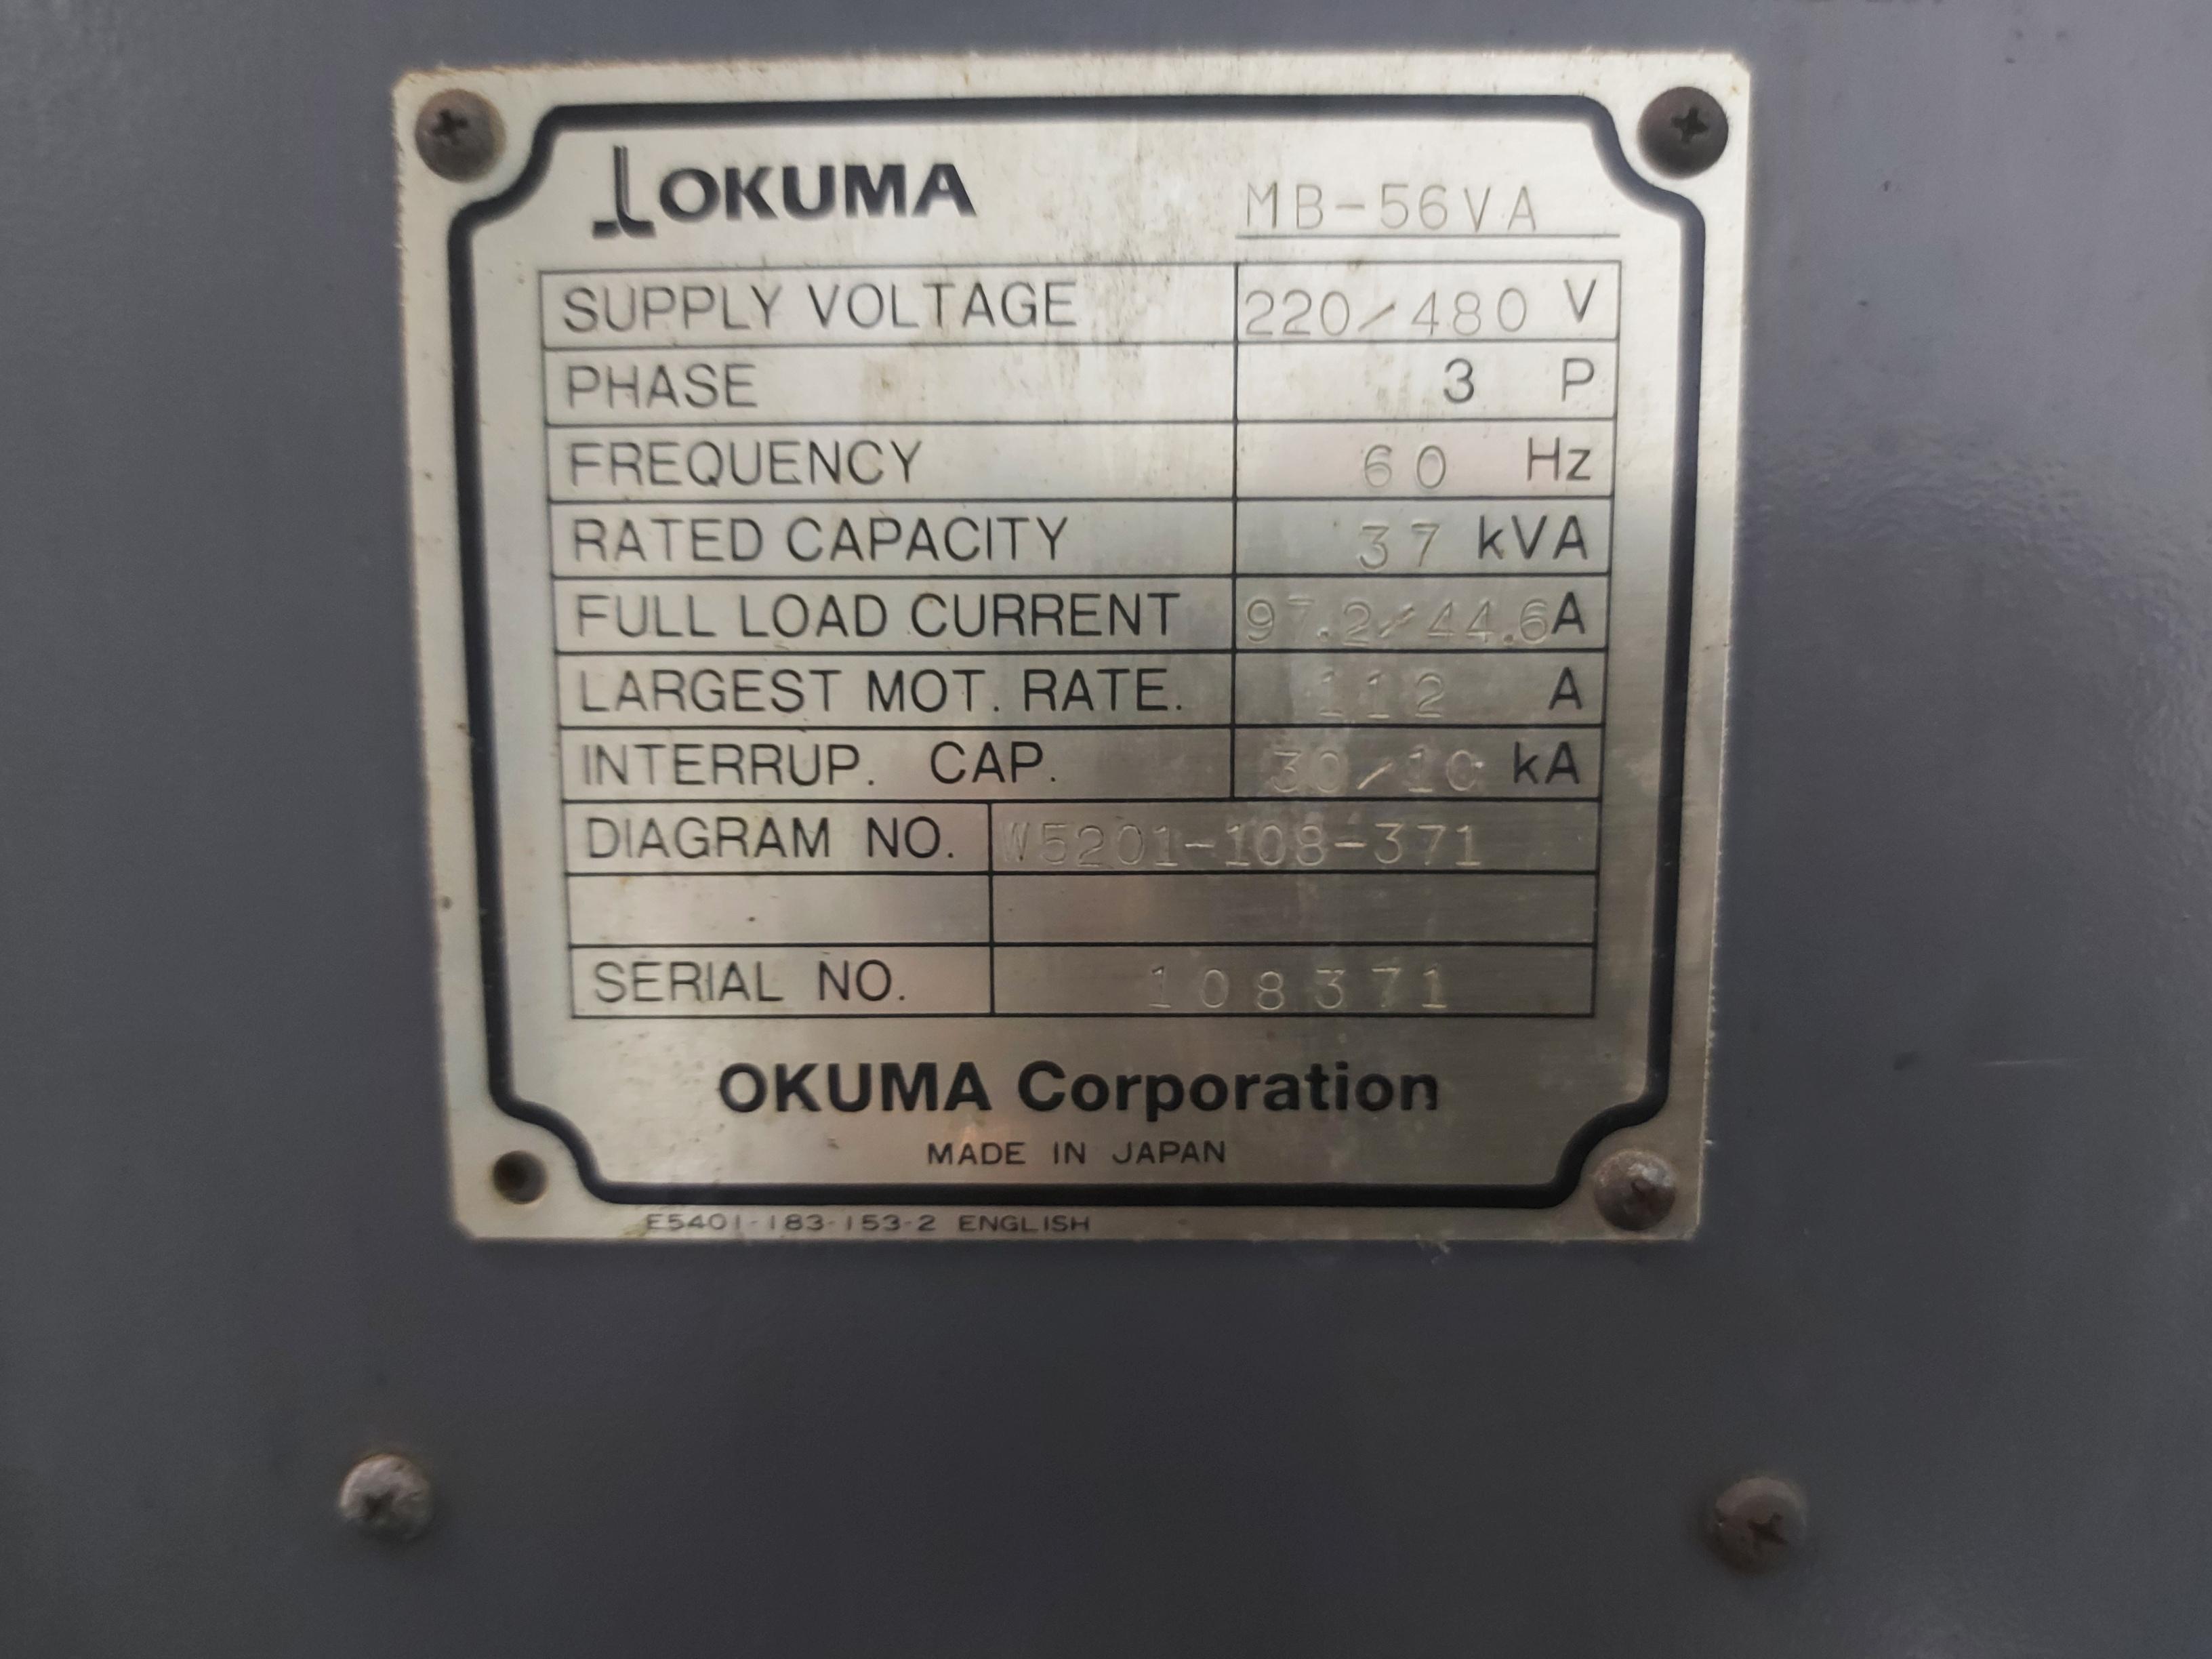 OKUMA MB-56VA
SUPPLY VOLTAGE 220/480 V
PHASE 3 P
FREQUENCY 60 Hz
RATED CAPACITY 37 kVA
FULL LOAD CURRENT 97.2/44.6 A
LARGEST MOT. RATE. 112 A
INTERRUP. CAP. 30/10 kA
DIAGRAM NO. W5201-108-371
SERIAL NO. 108371
OKUMA Corporation
MADE IN JAPAN
E5401-183-153-2 ENGLISH